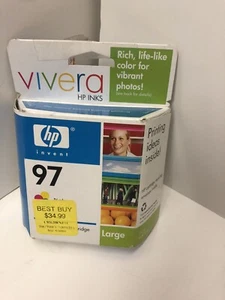 vivera
HP INKS
Rich, life-like
color for
vibrant
photos!
hp
invent
97
Printing
ideas
inside!
BEST BUY
$34.99
Large